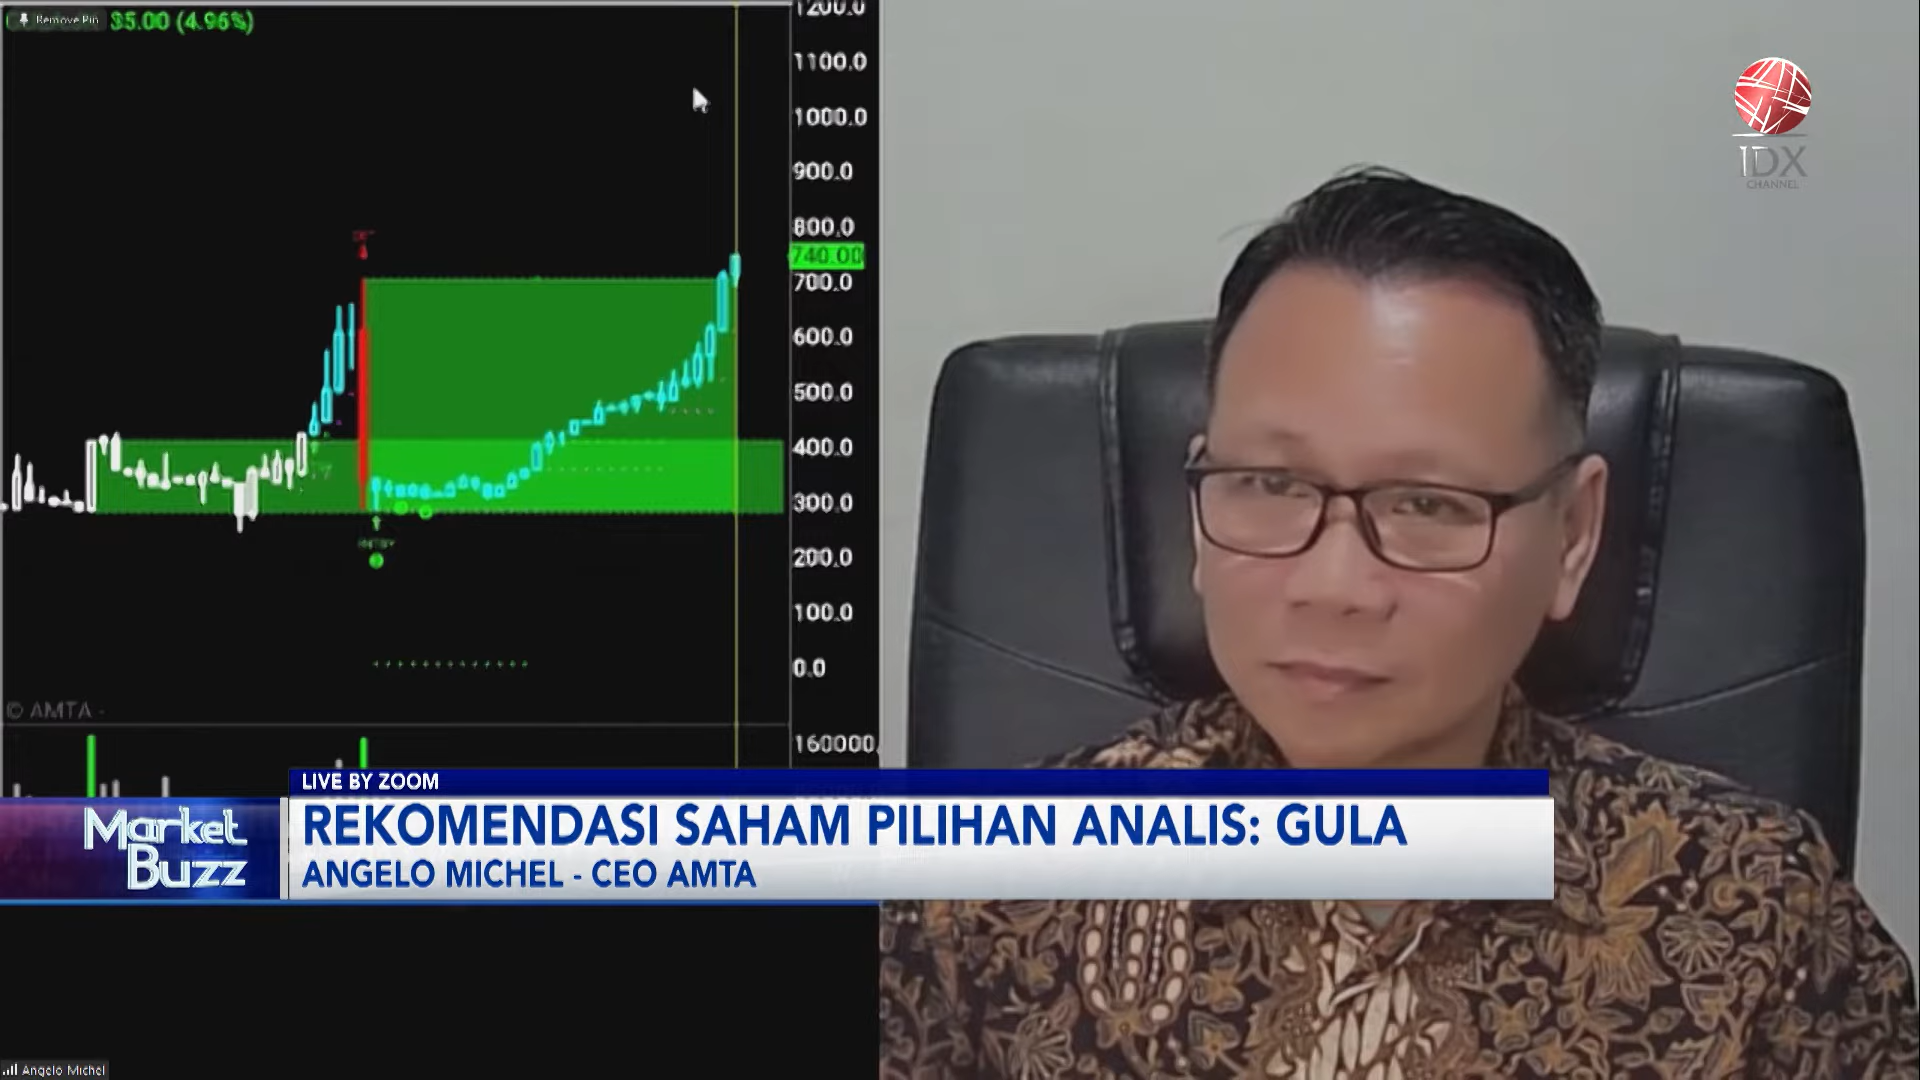 Remove Pin 35.00 (4.96%)
1200.0
1100.0
1000.0
900.0
800.0
740.00
700.0
600.0
500.0
400.0
300.0
200.0
100.0
0.0
© AMTA -
160000
IDX
CHANNEL
LIVE BY ZOOM
Market
Buzz
REKOMENDASI SAHAM PILIHAN ANALIS: GULA
ANGELO MICHEL - CEO AMTA
Angelo Michel